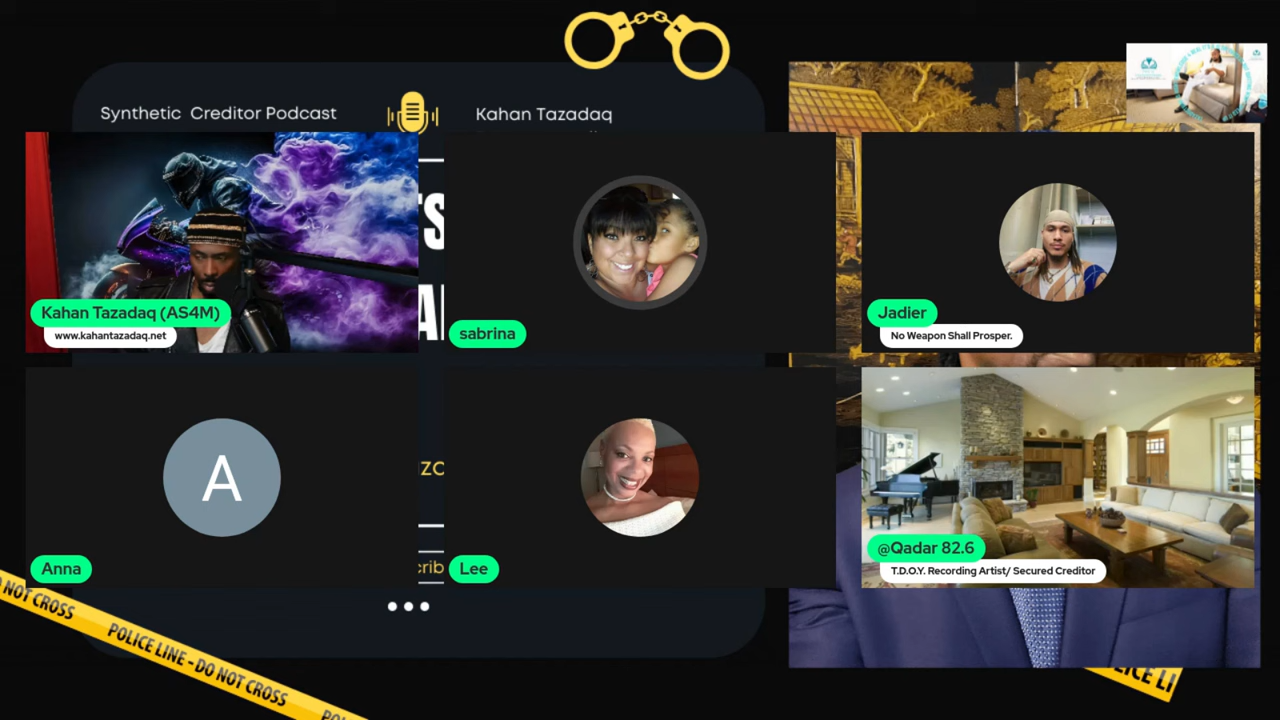 Synthetic Creditor Podcast
Kahan Tazadaq
Kahan Tazadaq (AS4M)
www.kahantazadaq.net
sabrina
Jadier
No Weapon Shall Prosper.
A
Anna
Lee
@Qadar 82.6
T.D.O.Y. Recording Artist/ Secured Creditor
NOT CROSS
POLICE LINE - DO NOT CROSS